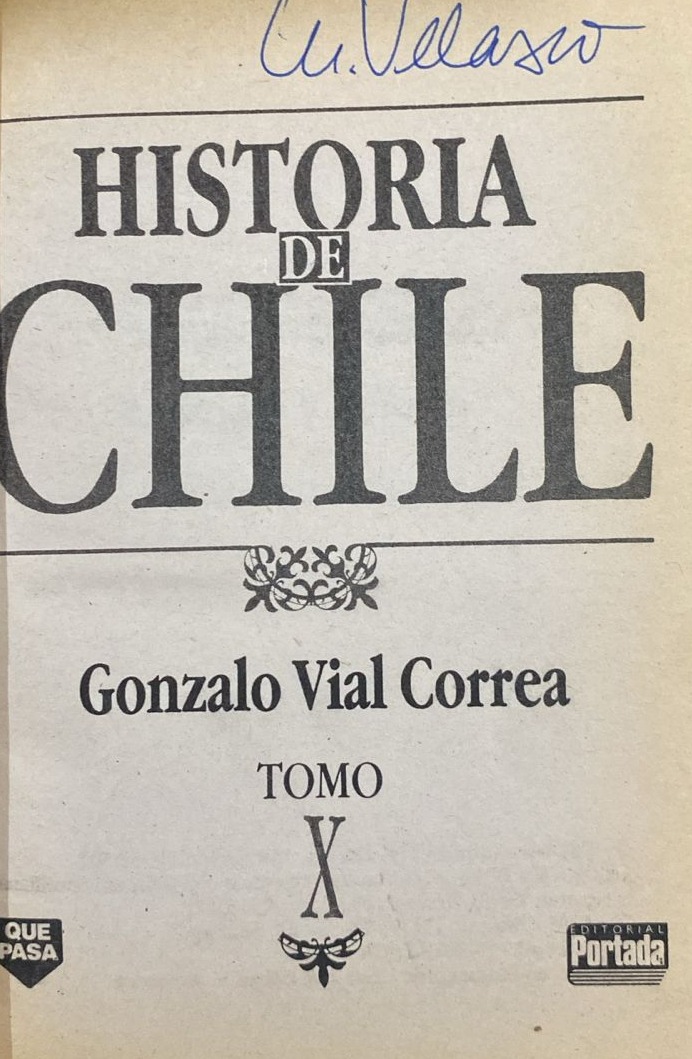 M. Velasco
HISTORIA
DE
CHILE
Gonzalo Vial Correa
TOMO
X
QUE
PASA
EDITORIAL
Portada